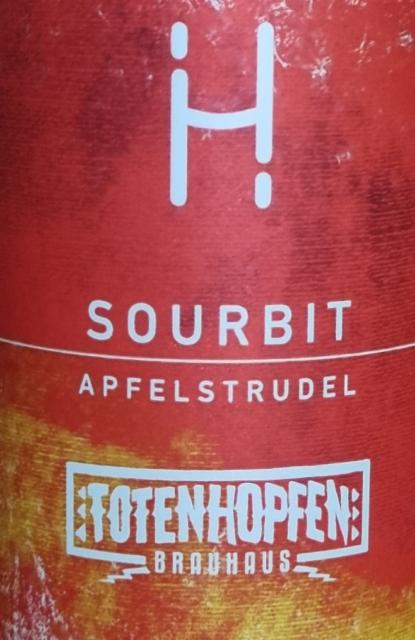 H
SOURBIT
APFELSTRUDEL
TOTENHOPFEN
BRAUHAUS